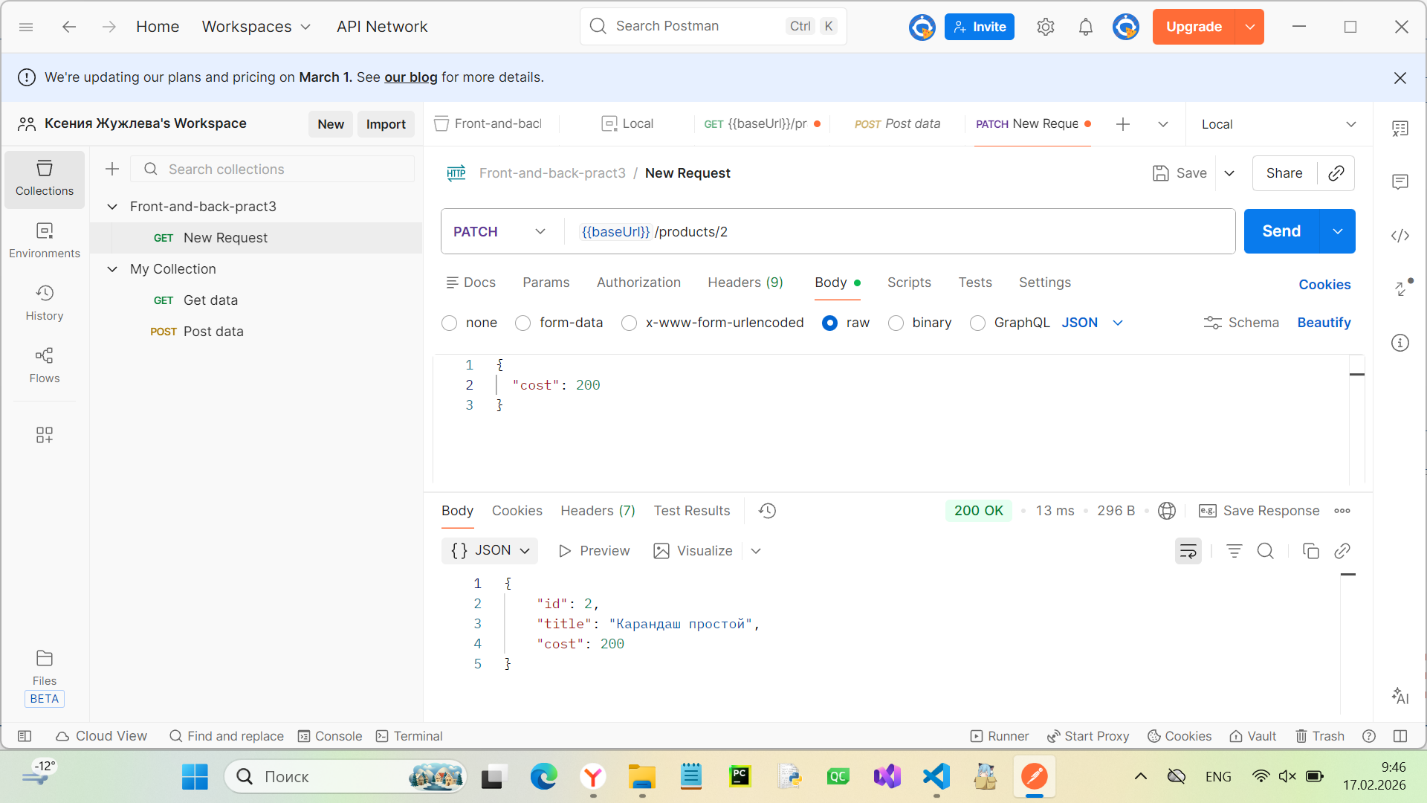 Home Workspaces API Network Search Postman Ctrl K Invite Upgrade
We're updating our plans and pricing on March 1. See our blog for more details.
Ксения Жужлева's Workspace New Import Front-and-bacl Local GET {{baseUrl}}/pr POST Post data PATCH New Reque Local
Collections
Environments
History
Flows
Files
BETA
Search collections
Front-and-back-pract3
GET New Request
My Collection
GET Get data
POST Post data
HTTP Front-and-back-pract3 / New Request Save Share
PATCH {{baseUrl}} /products/2 Send
Docs Params Authorization Headers (9) Body Scripts Tests Settings Cookies
none form-data x-www-form-urlencoded raw binary GraphQL JSON Schema Beautify
1 {
2 "cost": 200
3 }
Body Cookies Headers (7) Test Results 200 OK 13 ms 296 B e.g. Save Response
{} JSON Preview Visualize
1 {
2 "id": 2,
3 "title": "Карандаш простой",
4 "cost": 200
5 }
AI
Cloud View Find and replace Console Terminal Runner Start Proxy Cookies Vault Trash
-12° Поиск PC QC ENG 9:46
17.02.2026